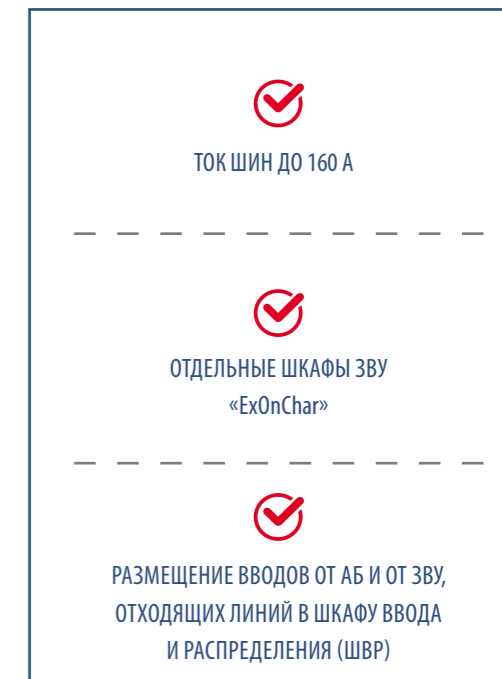 ТОК ШИН ДО 160 А
ОТДЕЛЬНЫЕ ШКАФЫ ЗВУ
«ExOnChar»
РАЗМЕЩЕНИЕ ВВОДОВ ОТ АБ И ОТ ЗВУ,
ОТХОДЯЩИХ ЛИНИЙ В ШКАФУ ВВОДА
И РАСПРЕДЕЛЕНИЯ (ШВР)